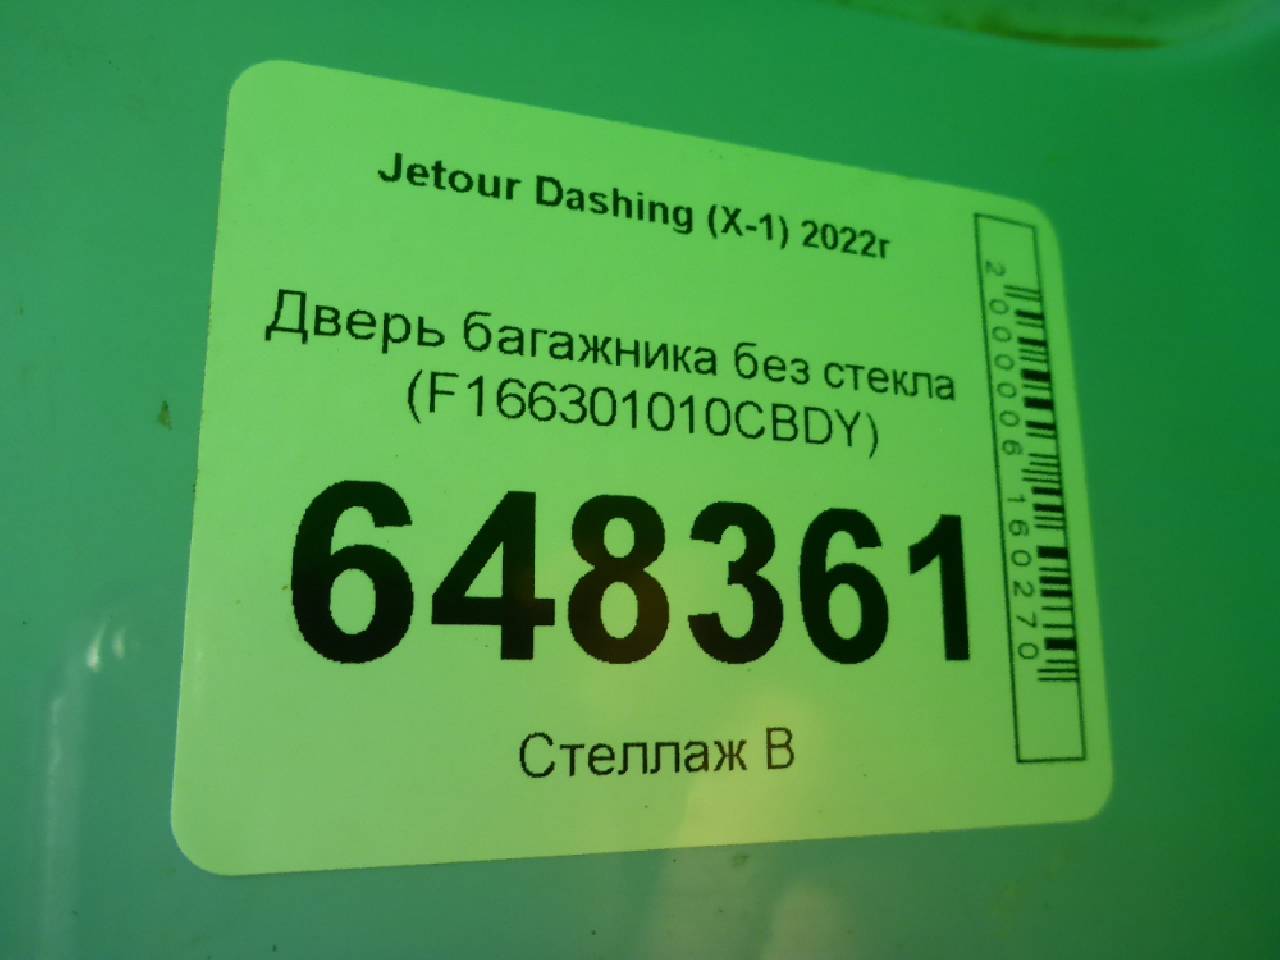 Jetour Dashing (X-1) 2022г
Дверь багажника без стекла
(F166301010CBDY)
648361
Стеллаж В
2000006160270